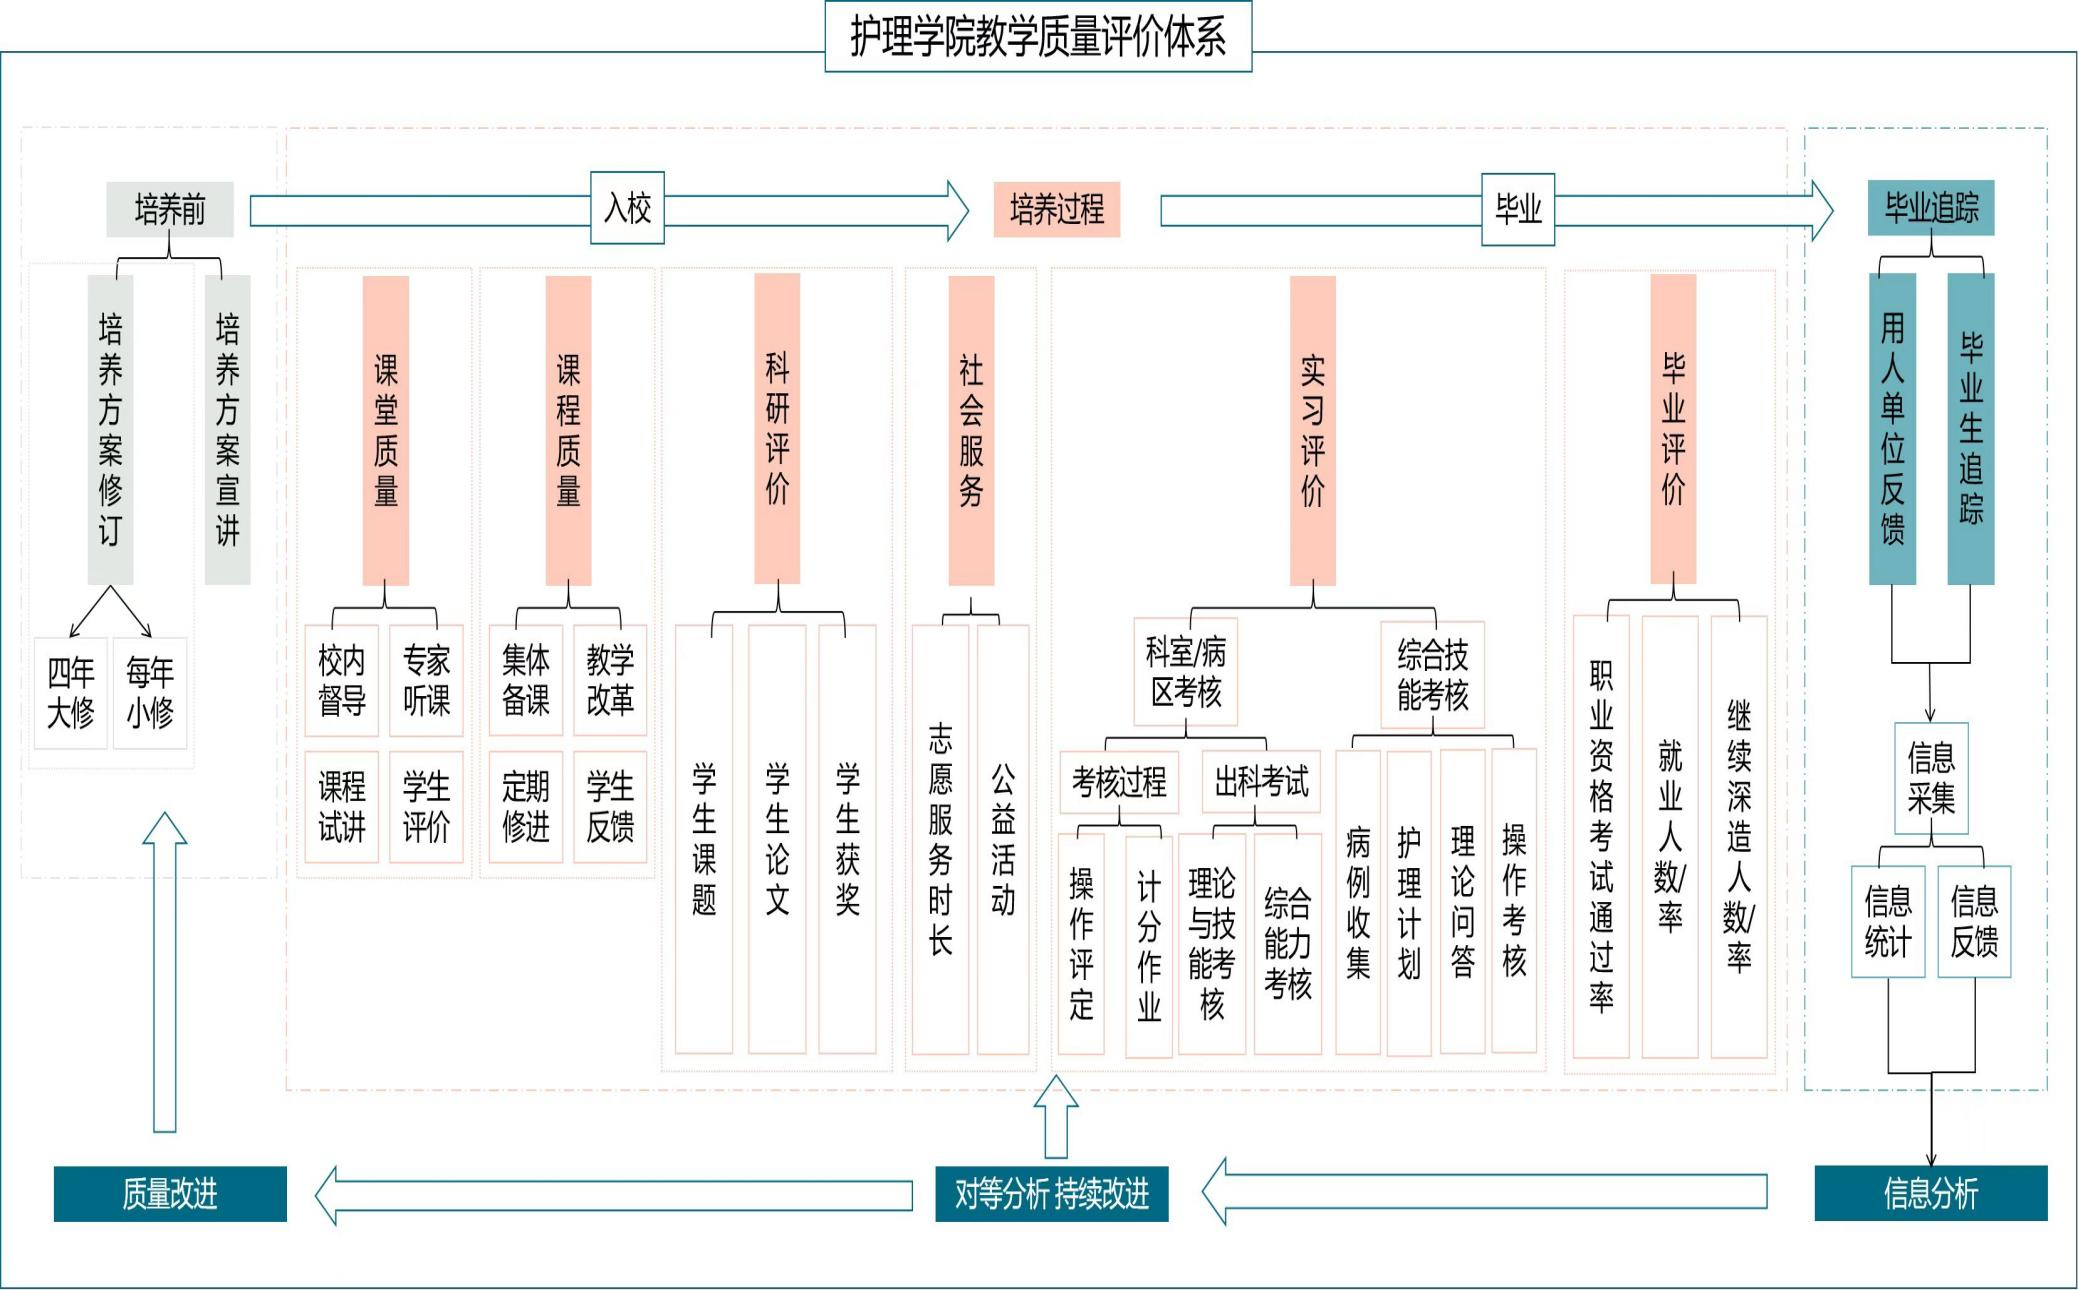 护理学院教学质量评价体系
培养前
入校
培养过程
毕业
毕业追踪
培养方案修订
培养方案宣讲
四年
大修
每年
小修
课堂质量
校内
督导
专家
听课
课程
试讲
学生
评价
课程质量
集体
备课
教学
改革
定期
修进
学生
反馈
科研评价
学生课题
学生论文
学生获奖
社会服务
志愿服务时长
公益活动
实习评价
科室/病
区考核
综合技
能考核
考核过程
出科考试
操作评定
计分作业
理论
与技
能考
核
综合
能力
考核
病例收集
护理计划
理论问答
操作考核
毕业评价
职业资格考试通过率
就业人数/率
继续深造人数/率
用人单位反馈
毕业生追踪
信息
采集
信息
统计
信息
反馈
质量改进
对等分析 持续改进
信息分析